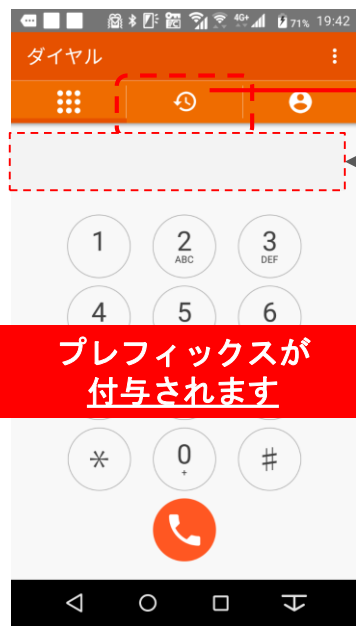 4G+ 71% 19:42
ダイヤル
1 2 3
ABC DEF
4 5 6
プレフィックスが
付与されます
* 0 #
+